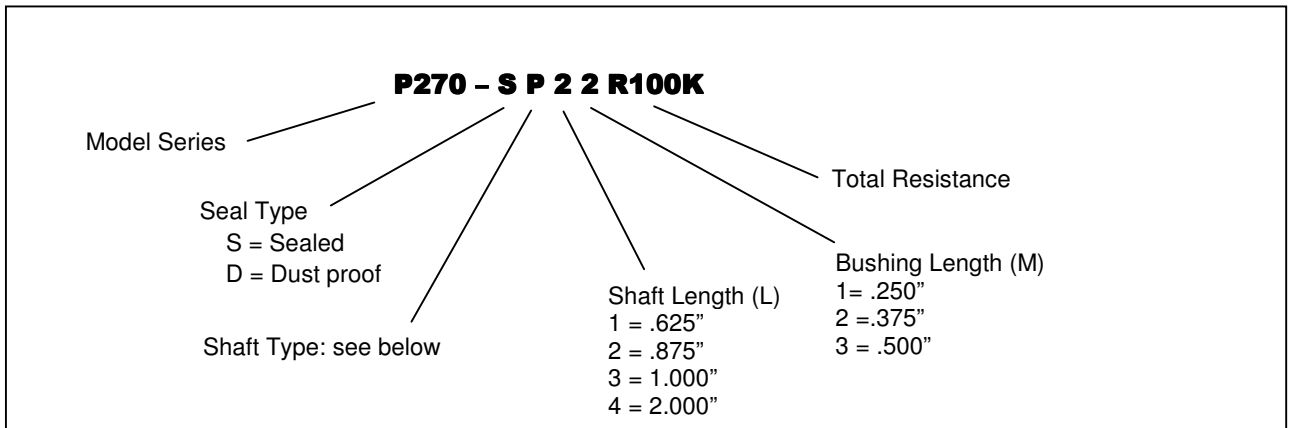 P270 – S P 2 2 R100K
Model Series
Total Resistance
Seal Type
S = Sealed
D = Dust proof
Bushing Length (M)
1= .250”
2 =.375”
3 = .500”
Shaft Length (L)
1 = .625”
2 = .875”
3 = 1.000”
4 = 2.000”
Shaft Type: see below